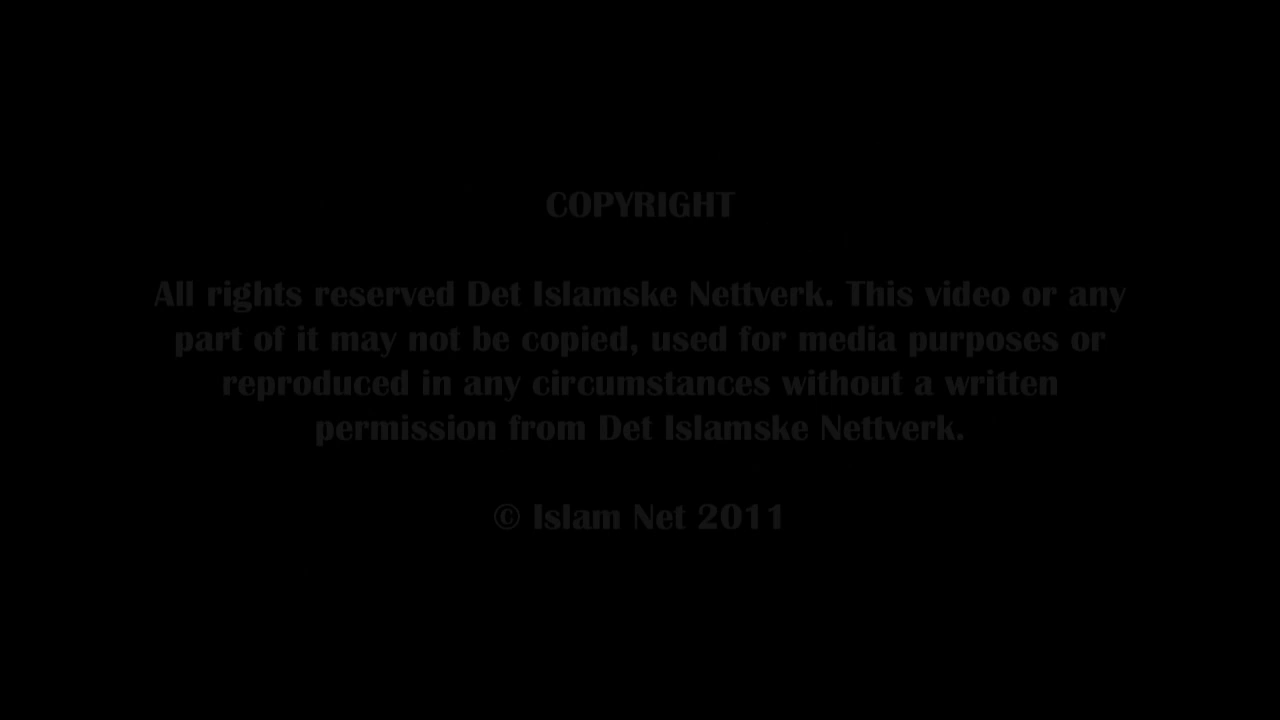 COPYRIGHT
All rights reserved Det Islamske Nettverk. This video or any
part of it may not be copied, used for media purposes or
reproduced in any circumstances without a written
permission from Det Islamske Nettverk.
© Islam Net 2011